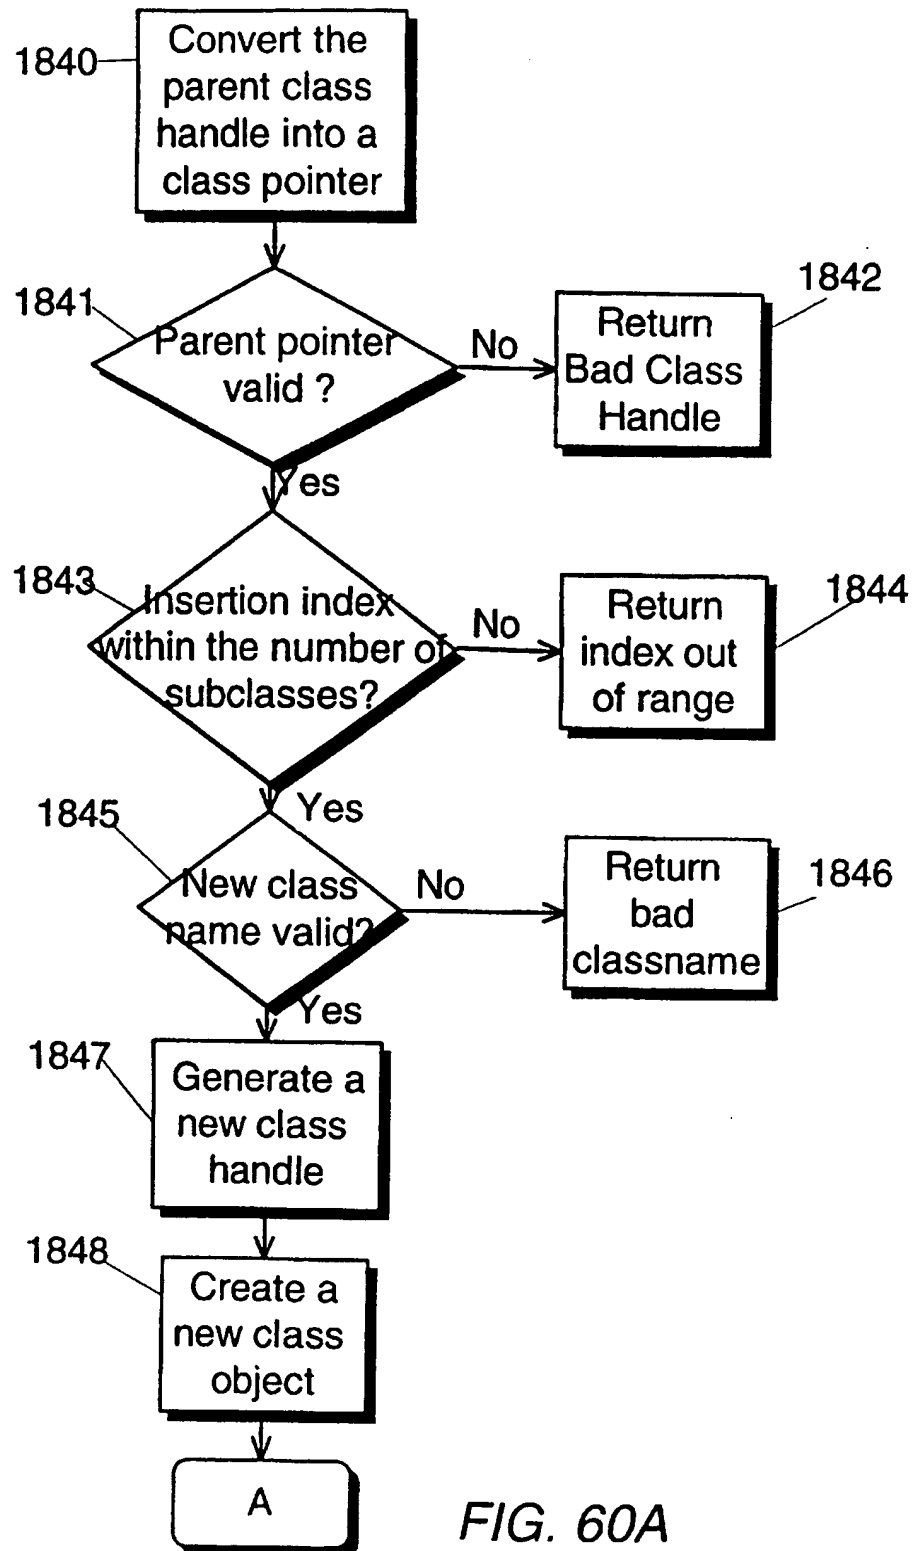 1840
Convert the
parent class
handle into a
class pointer
1841
Parent pointer
valid ?
No
1842
Return
Bad Class
Handle
Yes
1843
Insertion index
within the number of
subclasses?
No
1844
Return
index out
of range
Yes
1845
New class
name valid?
No
1846
Return
bad
classname
Yes
1847
Generate a
new class
handle
1848
Create a
new class
object
A
FIG. 60A